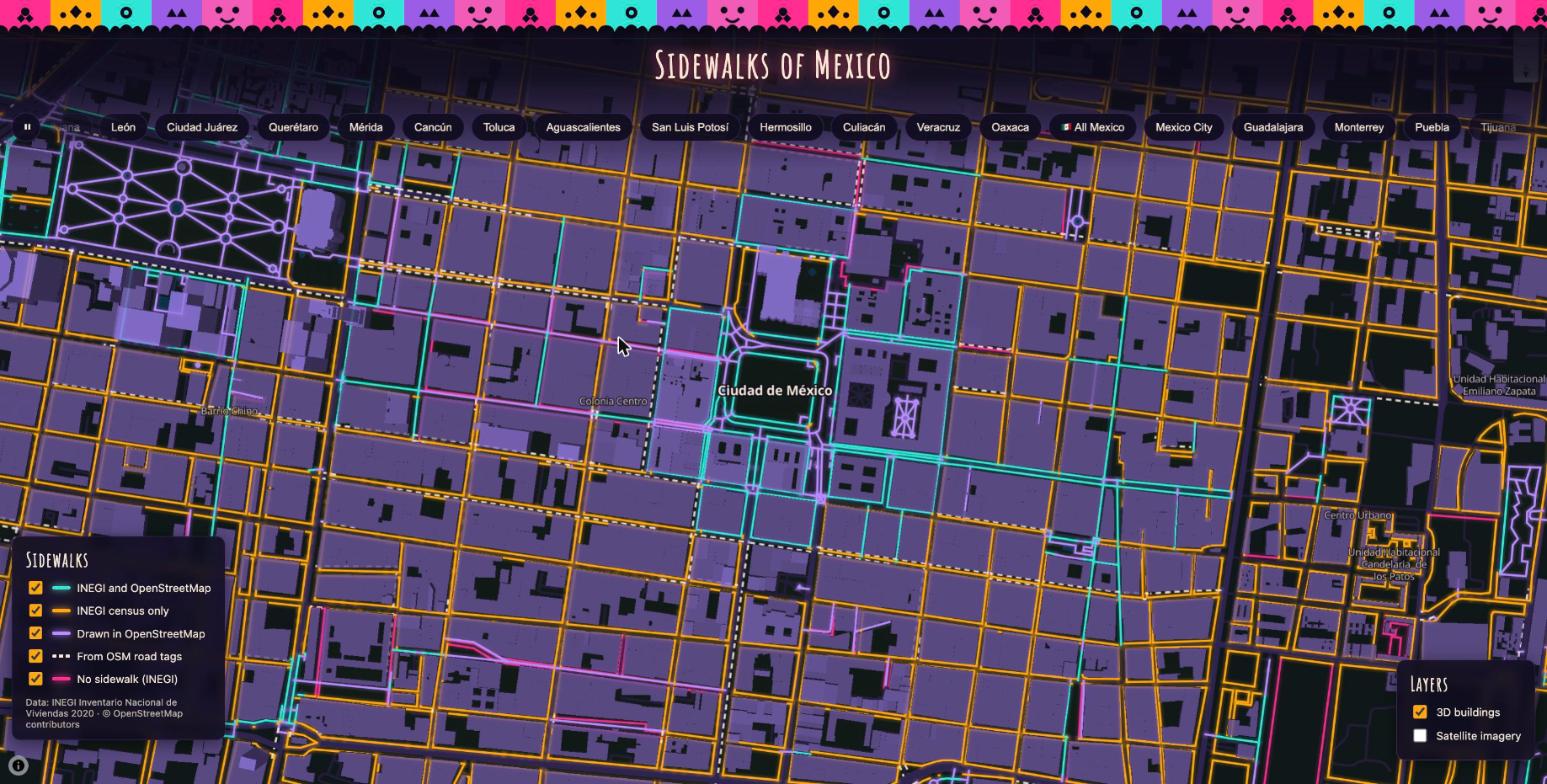 Sidewalks of Mexico
León
Ciudad Juárez
Querétaro
Mérida
Cancún
Toluca
Aguascalientes
San Luis Potosí
Hermosillo
Culiacán
Veracruz
Oaxaca
All Mexico
Mexico City
Guadalajara
Monterrey
Puebla
Tijuana
Unidad Habitacional
Emiliano Zapata
Ciudad de México
Colonia Centro
Barrio Chino
Centro Urbano
Unidad Habitacional
Candelaria de
los Patos
Sidewalks
INEGI and OpenStreetMap
INEGI census only
Drawn in OpenStreetMap
From OSM road tags
No sidewalk (INEGI)
Data: INEGI Inventario Nacional de
Viviendas 2020 · © OpenStreetMap
contributors
Layers
3D buildings
Satellite imagery